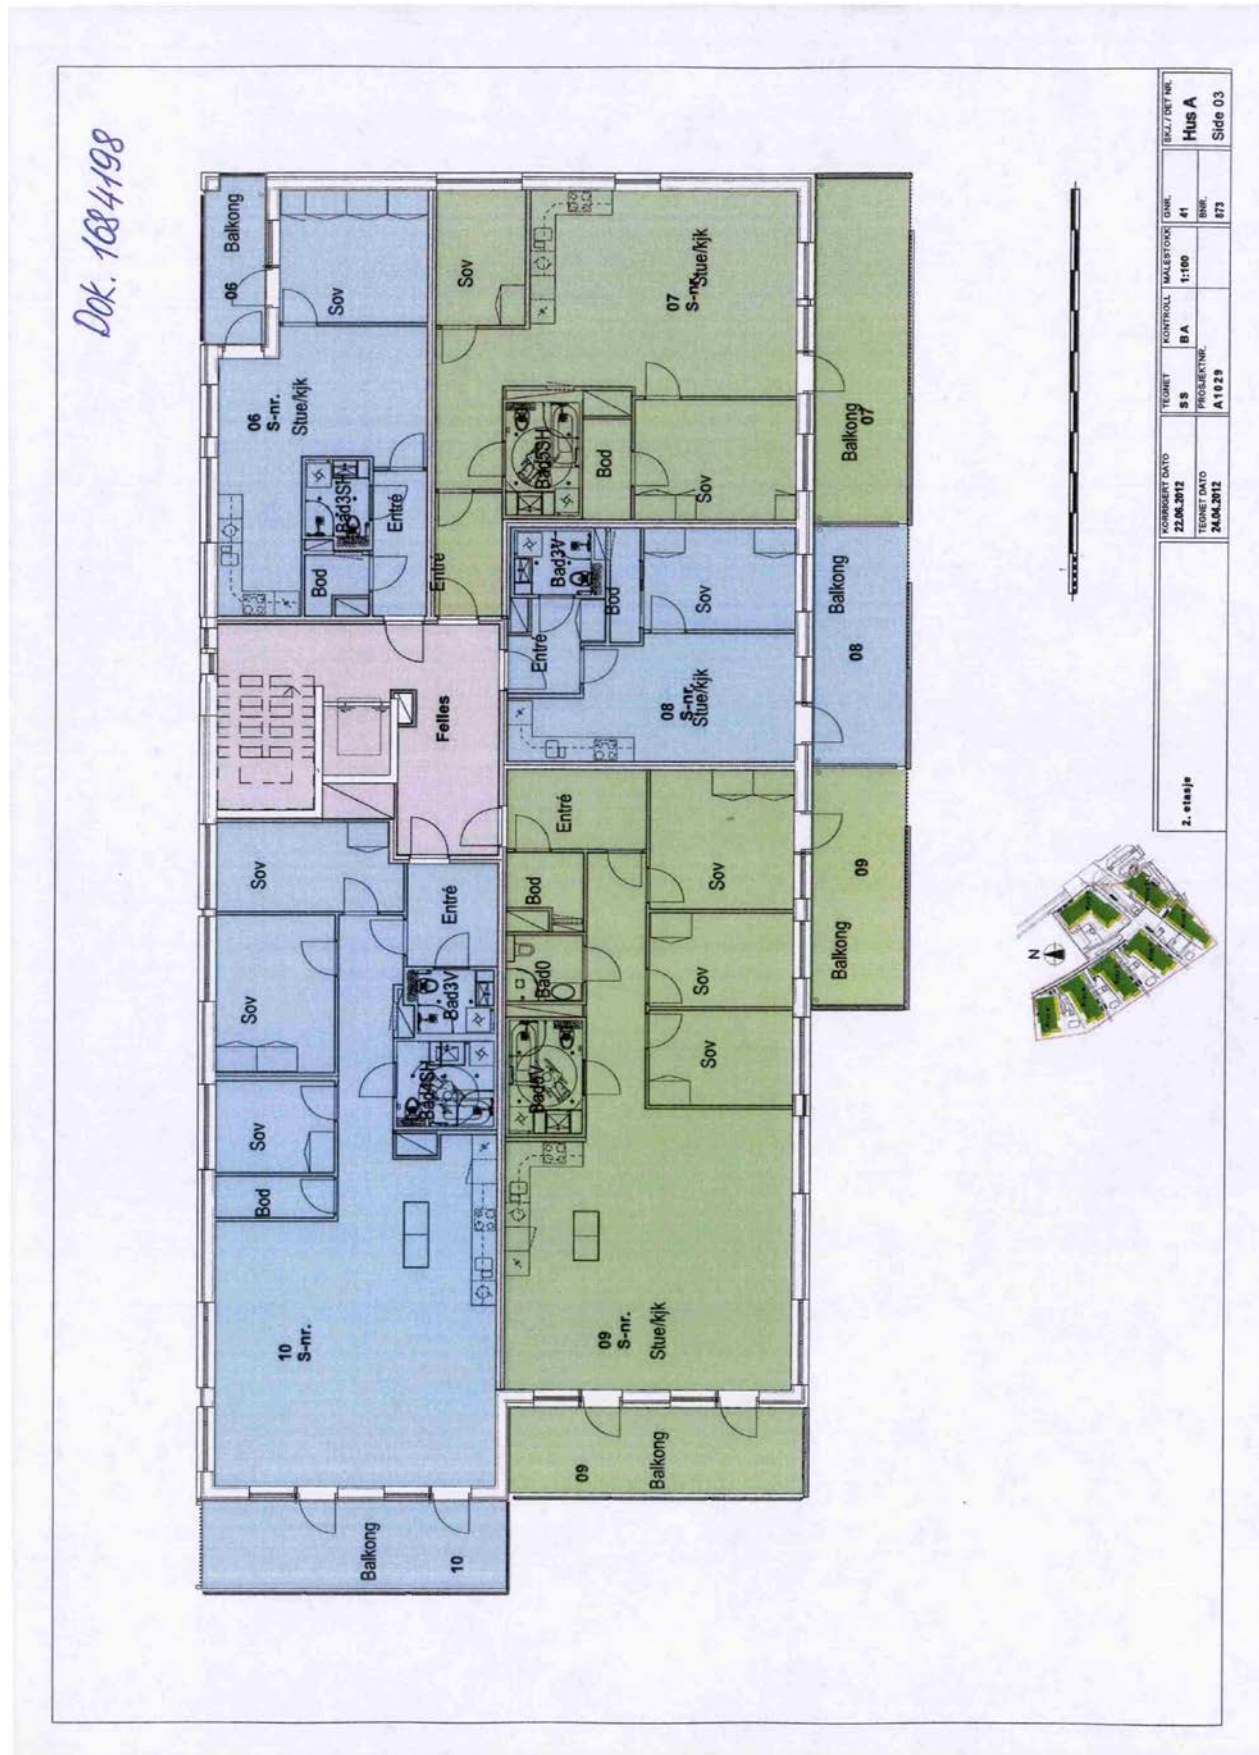 Dok. 1684198
Balkong
06
Sov
06
S-nr.
Stue/kjk
Bad3SH
Bod
Entré
Sov
07
S-nr.
Stue/kjk
Bad5SH
Bod
Sov
Entré
Balkong
07
Felles
Bad3V
Bod
Sov
Entré
08
S-nr.
Stue/kjk
Balkong
08
Entré
Bod
Bad0
Sov
Sov
Sov
09
S-nr.
Stue/kjk
09
Balkong
09
Balkong
Sov
Entré
Sov
Bad3V
Bad4SH
Sov
Bod
10
S-nr.
Balkong
10
N
2. etasje
KORRIGERT DATO
22.06.2012
TEGNET DATO
24.04.2012
TEGNET
SS
KONTROLL
BA
PROSJEKTNR.
A1029
MÅLESTOKK
1:100
GNR.
41
BNR.
873
SKJ. / DET NR.
Hus A
Side 03